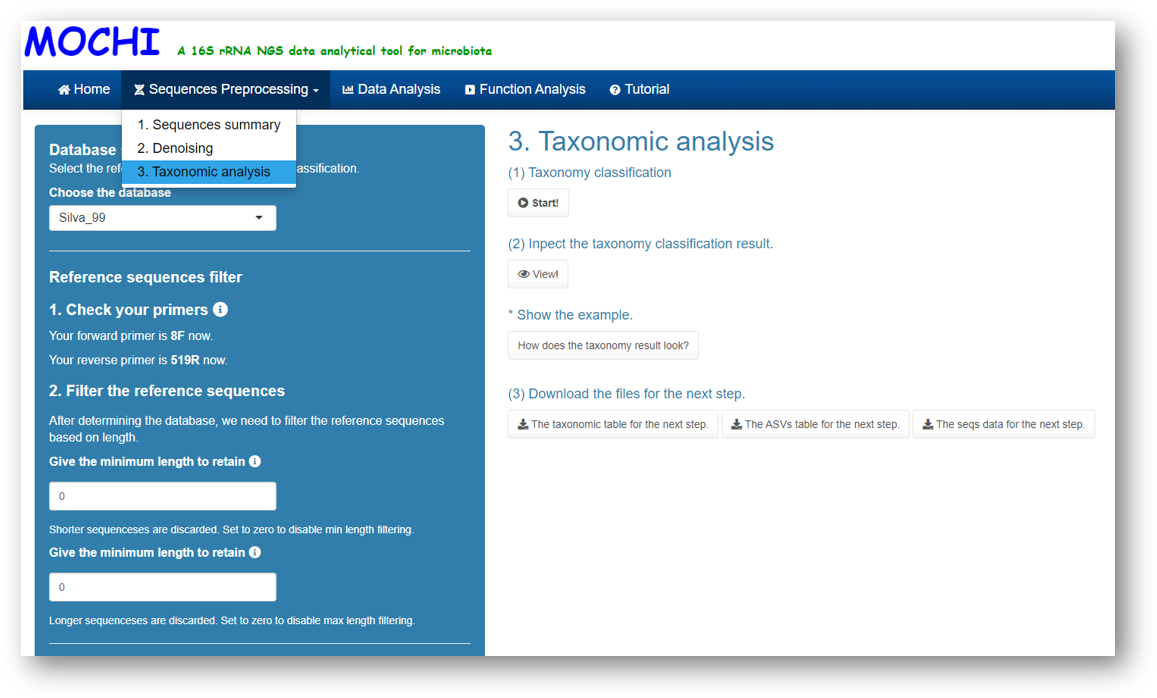 MOCHI A 16S rRNA NGS data analytical tool for microbiota
Home Sequences Preprocessing Data Analysis Function Analysis Tutorial
1. Sequences summary
2. Denoising
3. Taxonomic analysis
Database
Select the assification.
Choose the database
Silva_99
Reference sequences filter
1. Check your primers
Your forward primer is 8F now.
Your reverse primer is 519R now.
2. Filter the reference sequences
After determining the database, we need to filter the reference sequences
based on length.
Give the minimum length to retain
0
Shorter sequenceses are discarded. Set to zero to disable min length filtering.
Give the minimum length to retain
0
Longer sequenceses are discarded. Set to zero to disable max length filtering.
3. Taxonomic analysis
(1) Taxonomy classification
Start!
(2) Inpect the taxonomy classification result.
View!
* Show the example.
How does the taxonomy result look?
(3) Download the files for the next step.
The taxonomic table for the next step. The ASVs table for the next step. The seqs data for the next step.